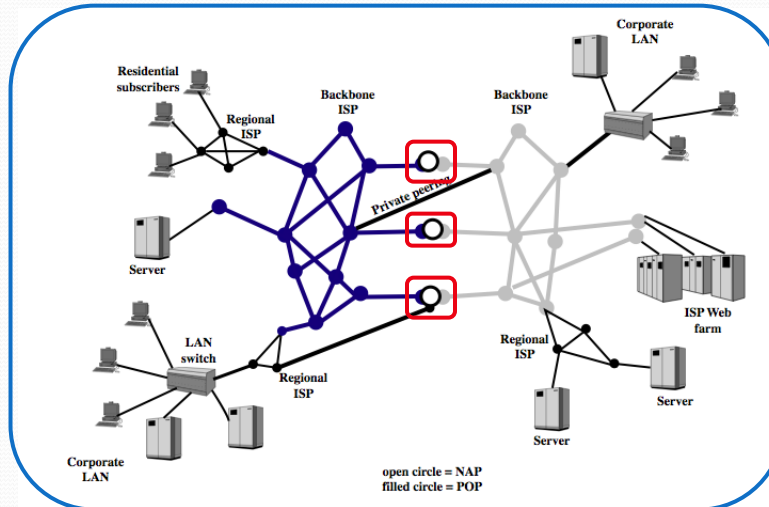 Corporate
LAN
Residential
subscribers
Regional
ISP
Backbone
ISP
Backbone
ISP
Private peering
Server
ISP Web
farm
LAN
switch
Regional
ISP
Regional
ISP
Server
Server
Corporate
LAN
open circle = NAP
filled circle = POP